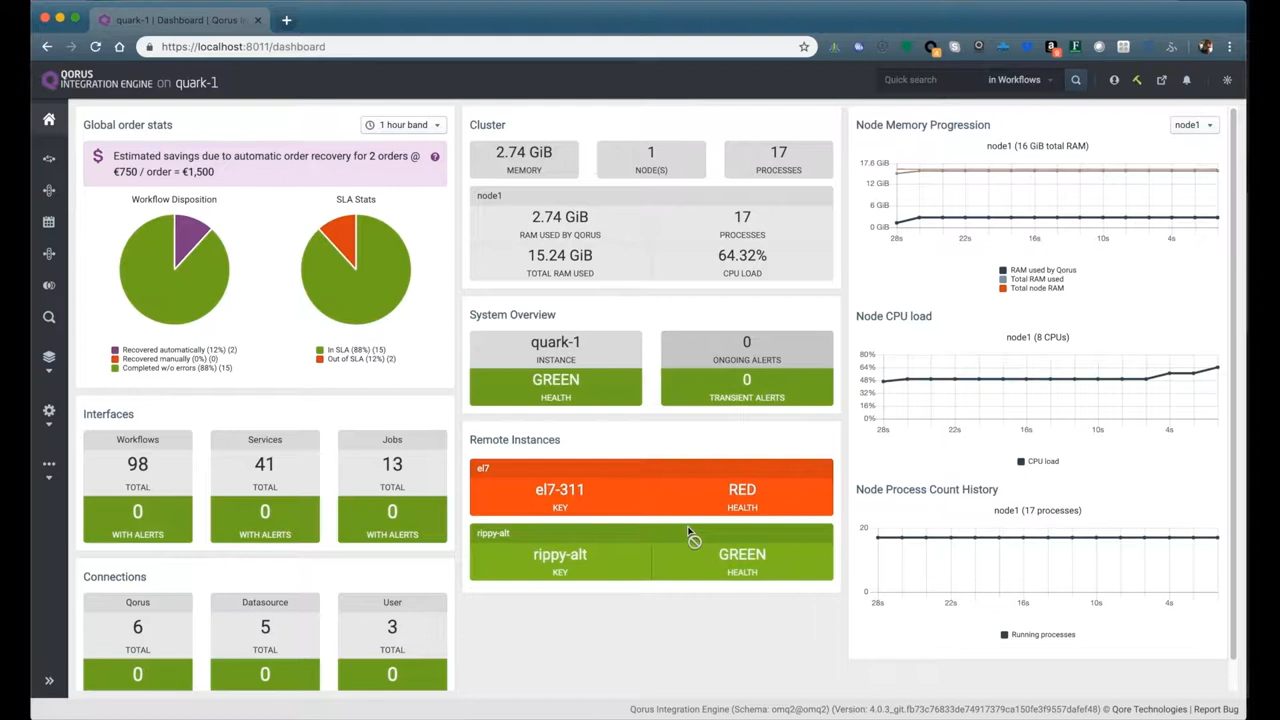 quark-1 | Dashboard | Qorus In
https://localhost:8011/dashboard
QORUS
INTEGRATION ENGINE on quark-1
Quick search
in Workflows
Global order stats
1 hour band
$ Estimated savings due to automatic order recovery for 2 orders @
€750 / order = €1,500
Workflow Disposition
SLA Stats
Recovered automatically (12%) (2)
Recovered manually (0%) (0)
Completed w/o errors (88%) (15)
In SLA (88%) (15)
Out of SLA (12%) (2)
Interfaces
Workflows
98
TOTAL
0
WITH ALERTS
Services
41
TOTAL
0
WITH ALERTS
Jobs
13
TOTAL
0
WITH ALERTS
Connections
Qorus
6
TOTAL
0
Datasource
5
TOTAL
0
User
3
TOTAL
0
Cluster
2.74 GiB
MEMORY
1
NODE(S)
17
PROCESSES
node1
2.74 GiB
RAM USED BY QORUS
17
PROCESSES
15.24 GiB
TOTAL RAM USED
64.32%
CPU LOAD
System Overview
quark-1
INSTANCE
GREEN
HEALTH
0
ONGOING ALERTS
0
TRANSIENT ALERTS
Remote Instances
el7
el7-311
KEY
RED
HEALTH
rippy-alt
rippy-alt
KEY
GREEN
HEALTH
Node Memory Progression
node1
node1 (16 GiB total RAM)
17.6 GiB
12 GiB
6 GiB
0 GiB
28s 22s 16s 10s 4s
RAM used by Qorus
Total RAM used
Total node RAM
Node CPU load
node1 (8 CPUs)
80%
64%
48%
32%
16%
0%
28s 22s 16s 10s 4s
CPU load
Node Process Count History
node1 (17 processes)
20
0
28s 22s 16s 10s 4s
Running processes
Qorus Integration Engine (Schema: omq2@omq2) (Version: 4.0.3_git.fb73c76833de74917379ca150fe3f9557dafef48) © Qore Technologies | Report Bug